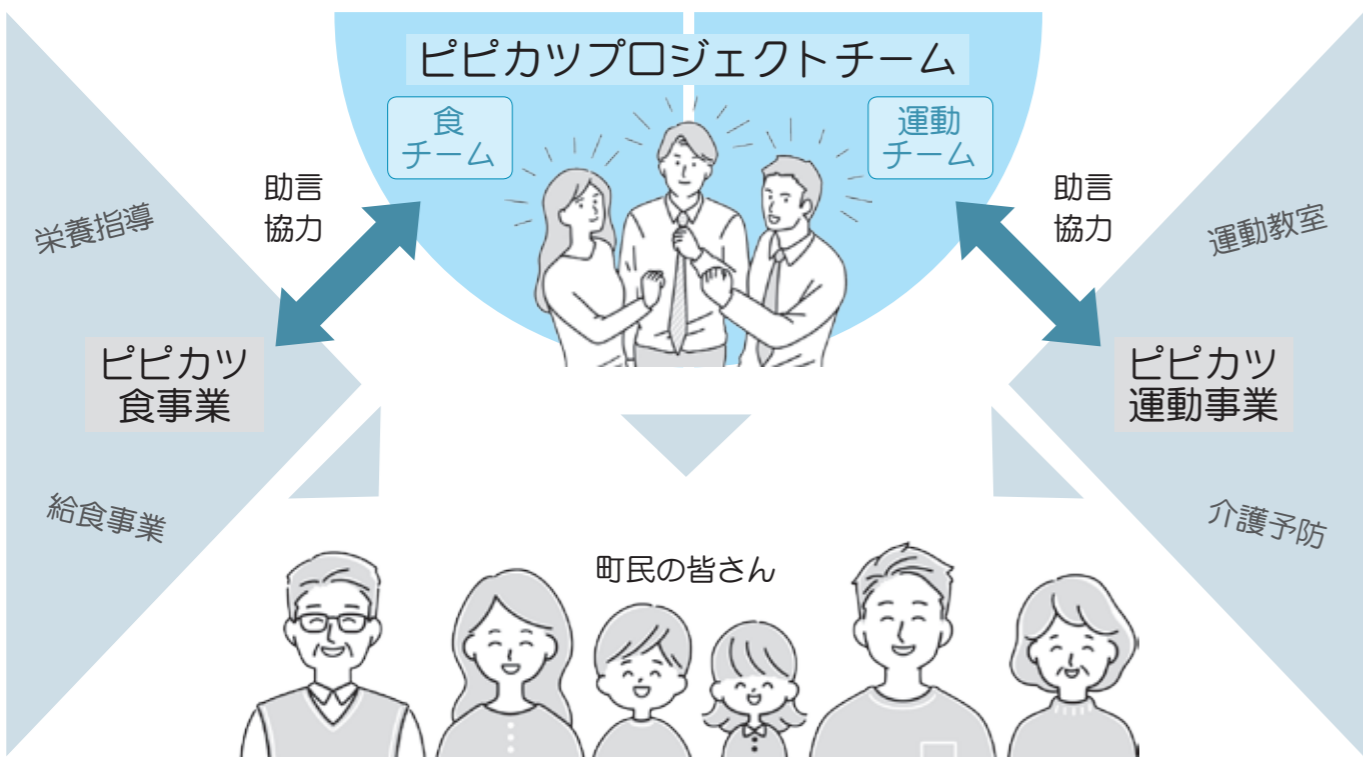 ピピカツプロジェクトチーム
食
チーム
運動
チーム
助言
協力
助言
協力
栄養指導
運動教室
ピピカツ
食事業
ピピカツ
運動事業
給食事業
介護予防
町民の皆さん